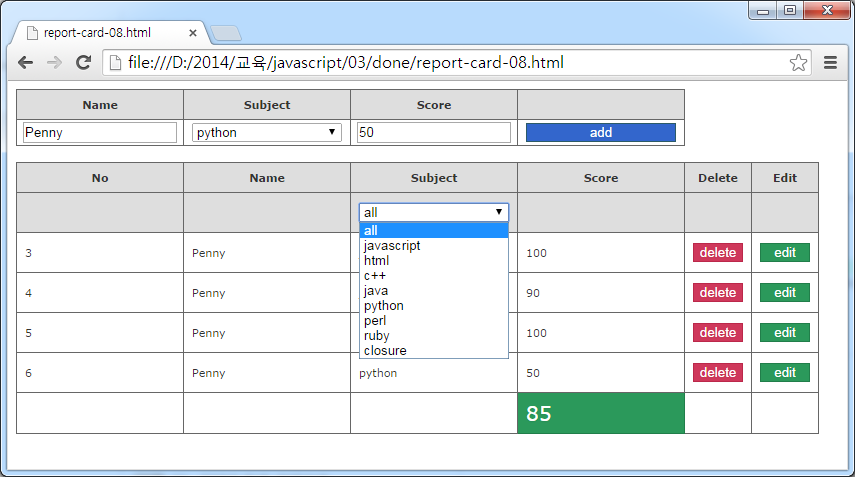 report-card-08.html
file:///D:/2014/교육/javascript/03/done/report-card-08.html
Name Subject Score
Penny python 50 add
No Name Subject Score Delete Edit
all
all
javascript
html
c++
java
python
perl
ruby
closure
3 Penny 100 delete edit
4 Penny 90 delete edit
5 Penny 100 delete edit
6 Penny python 50 delete edit
85